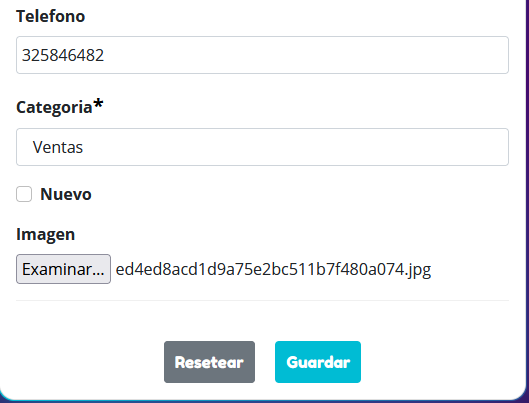 Telefono
325846482
Categoria*
Ventas
Nuevo
Imagen
Examinar... ed4ed8acd1d9a75e2bc511b7f480a074.jpg
Resetear Guardar